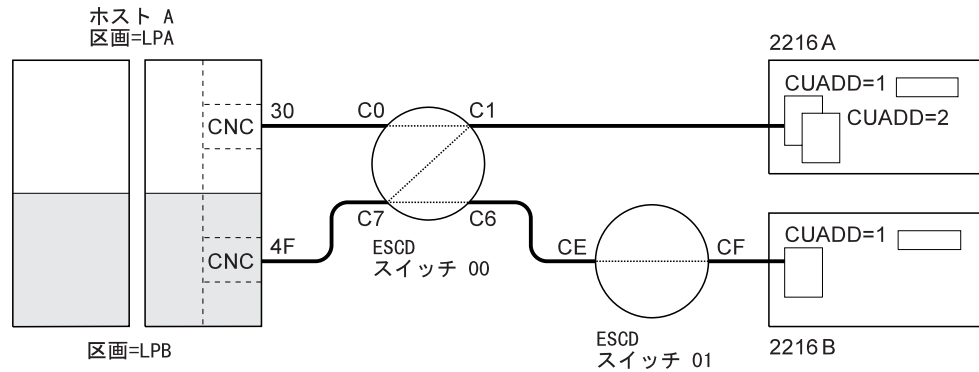 ホスト A
区画=LPA
2216A
CUADD=1
CUADD=2
30
C0
C1
CNC
C7
C6
4F
CNC
ESCD
スイッチ 00
CE
CF
CUADD=1
ESCD
スイッチ 01
2216B
区画=LPB